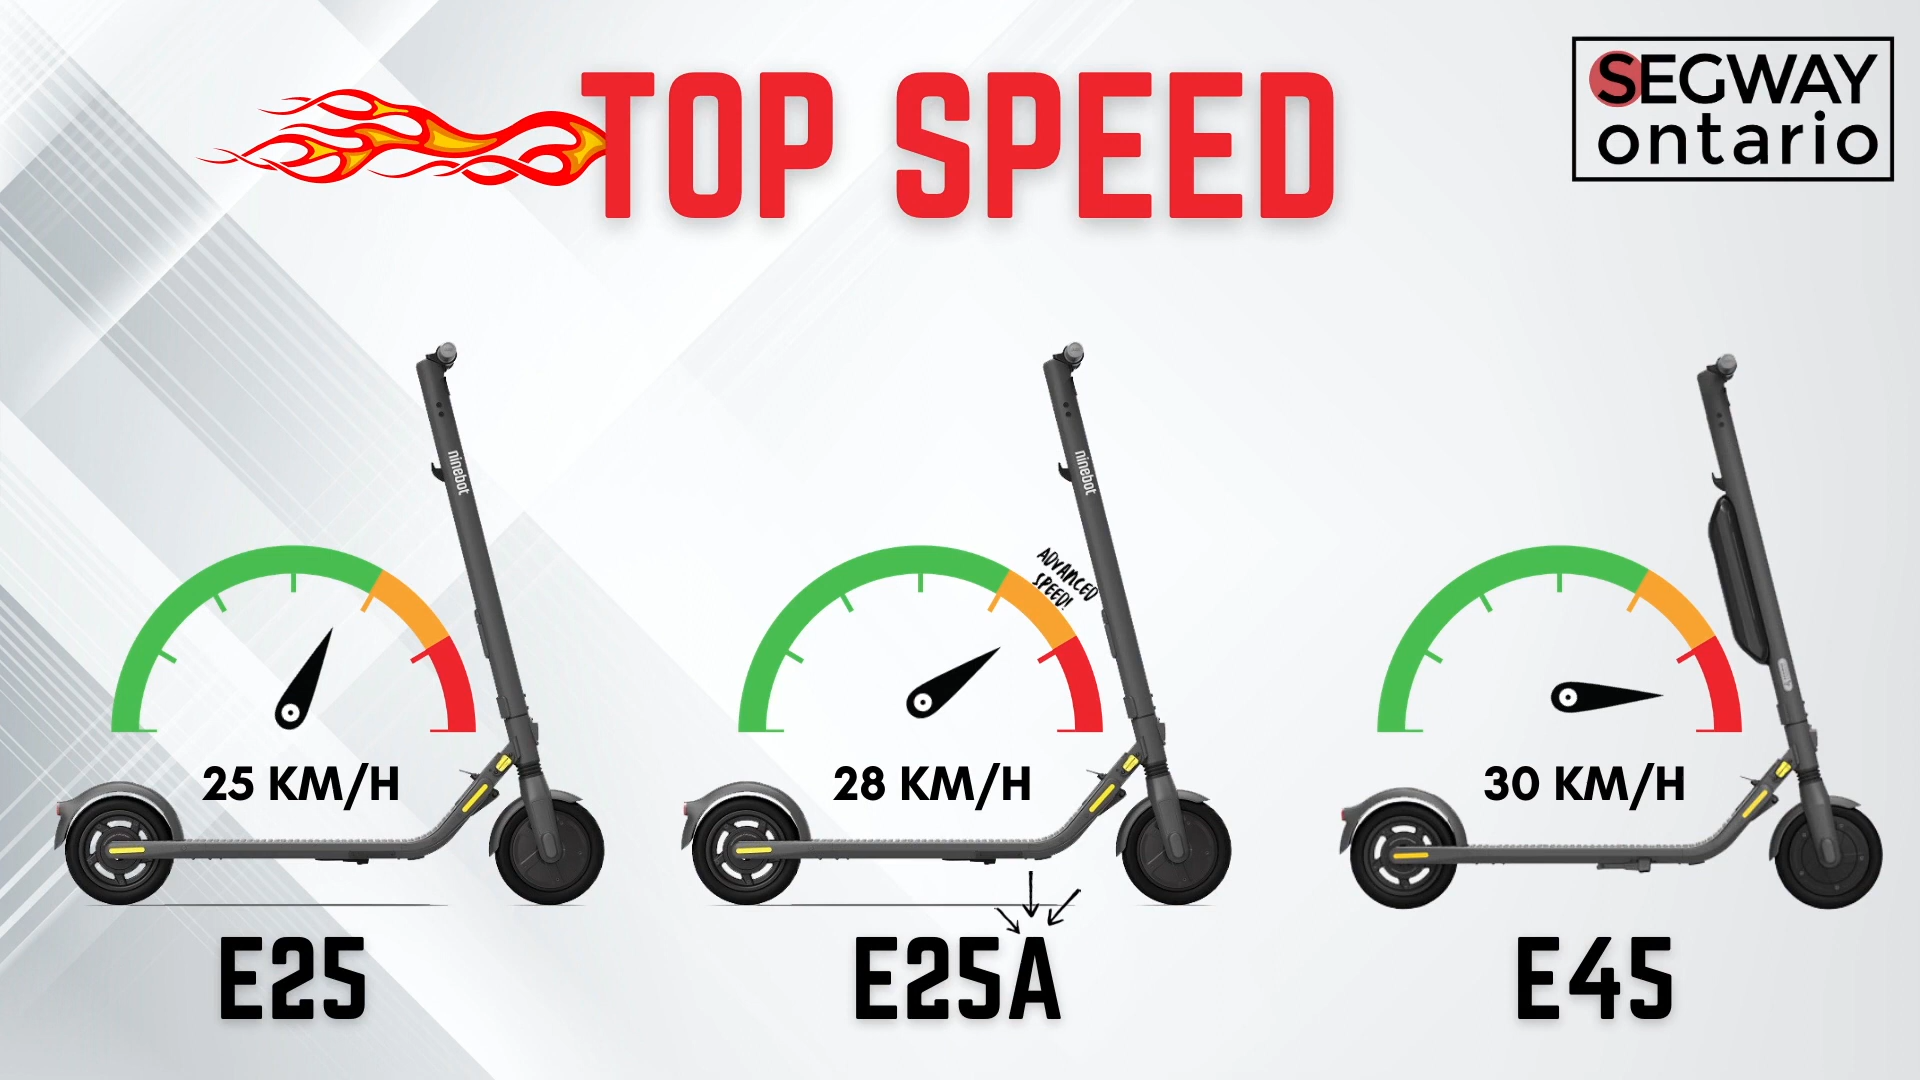 TOP SPEED
SEGWAY
ontario
ninebot
ninebot
ADVANCED
SPEED!
25 KM/H
28 KM/H
30 KM/H
E25
E25A
E45